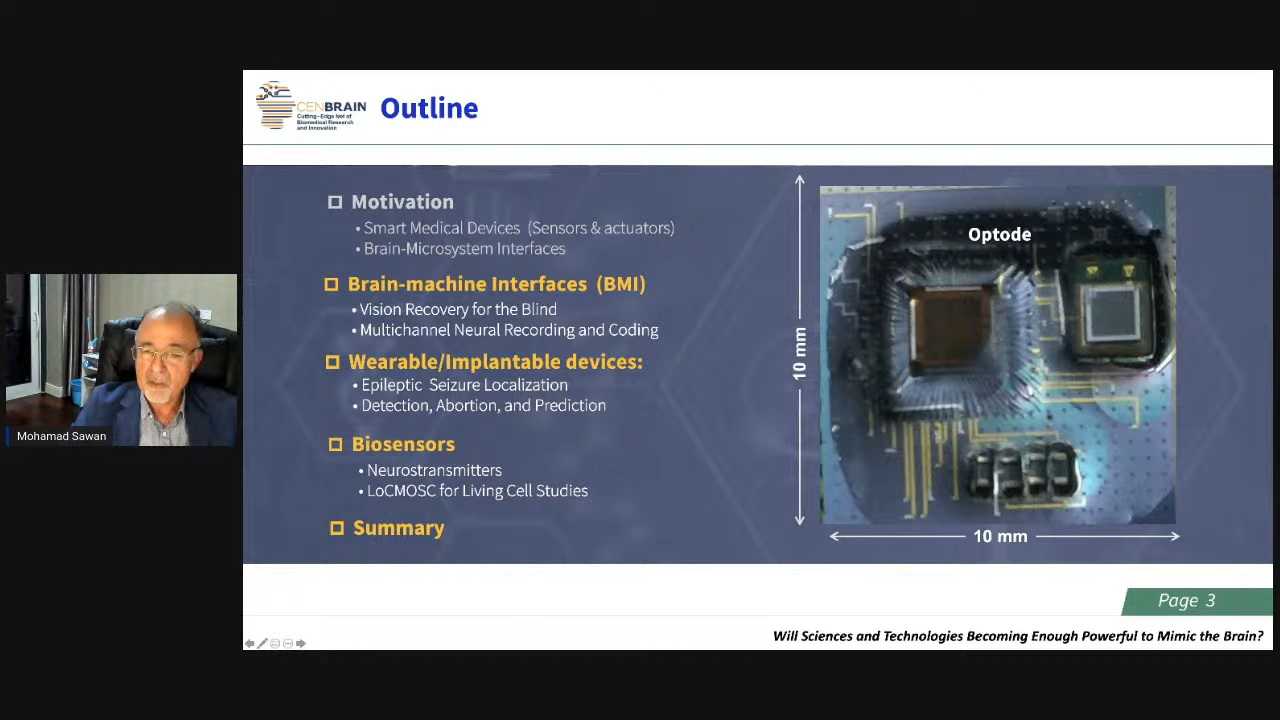 CENBRAIN
Cutting-Edge Net of
Biomedical Research
and Innovation
Outline
Motivation
• Smart Medical Devices (Sensors & actuators)
• Brain-Microsystem Interfaces
Brain-machine Interfaces (BMI)
• Vision Recovery for the Blind
• Multichannel Neural Recording and Coding
Wearable/Implantable devices:
• Epileptic Seizure Localization
• Detection, Abortion, and Prediction
Biosensors
• Neurostransmitters
• LoCMOSC for Living Cell Studies
Summary
Optode
10 mm
10 mm
Mohamad Sawan
Page 3
Will Sciences and Technologies Becoming Enough Powerful to Mimic the Brain?